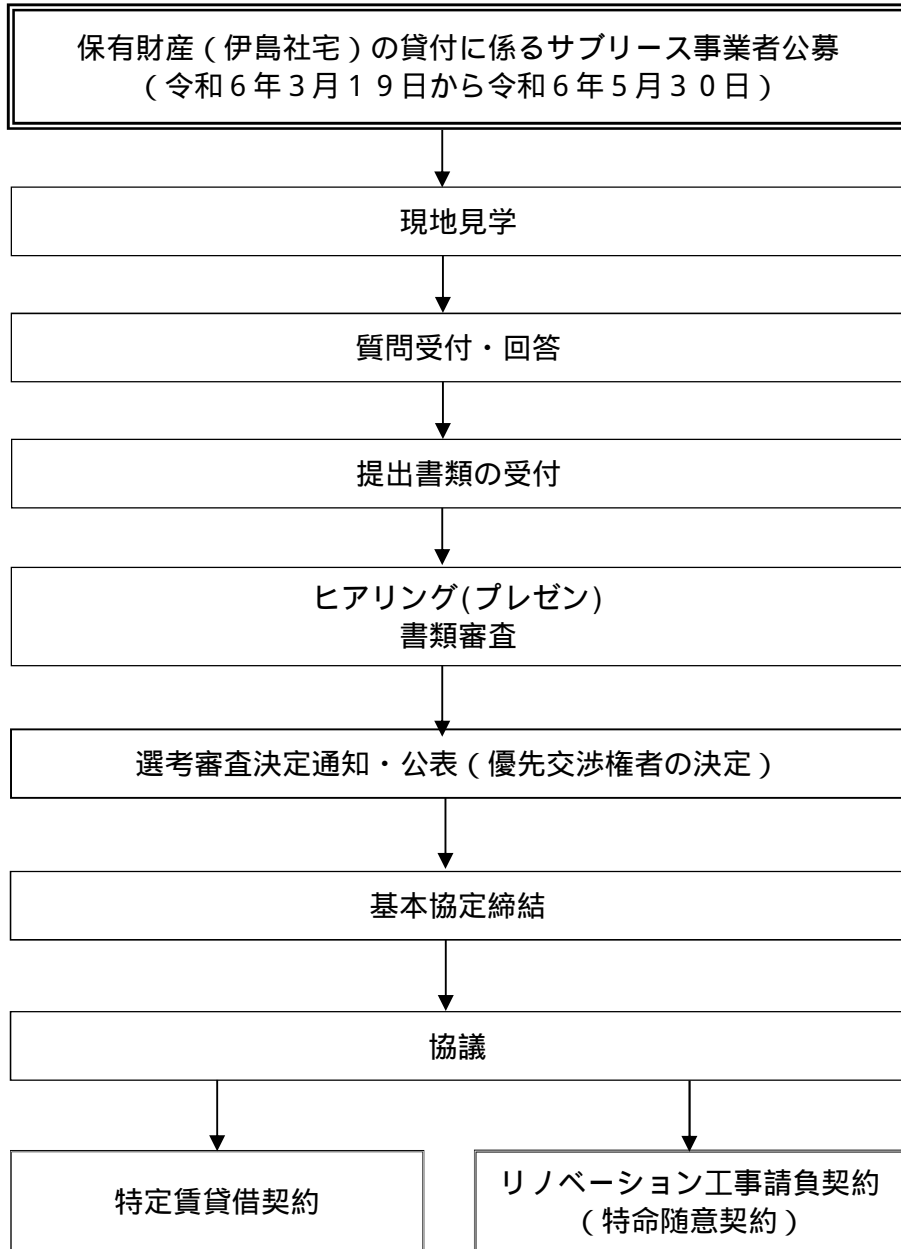 保有財産（伊島社宅）の貸付に係るサブリース事業者公募
（令和６年３月１９日から令和６年５月３０日）
現地見学
質問受付・回答
提出書類の受付
ヒアリング(プレゼン)
書類審査
選考審査決定通知・公表（優先交渉権者の決定）
基本協定締結
協議
特定賃貸借契約
リノベーション工事請負契約
（特命随意契約）